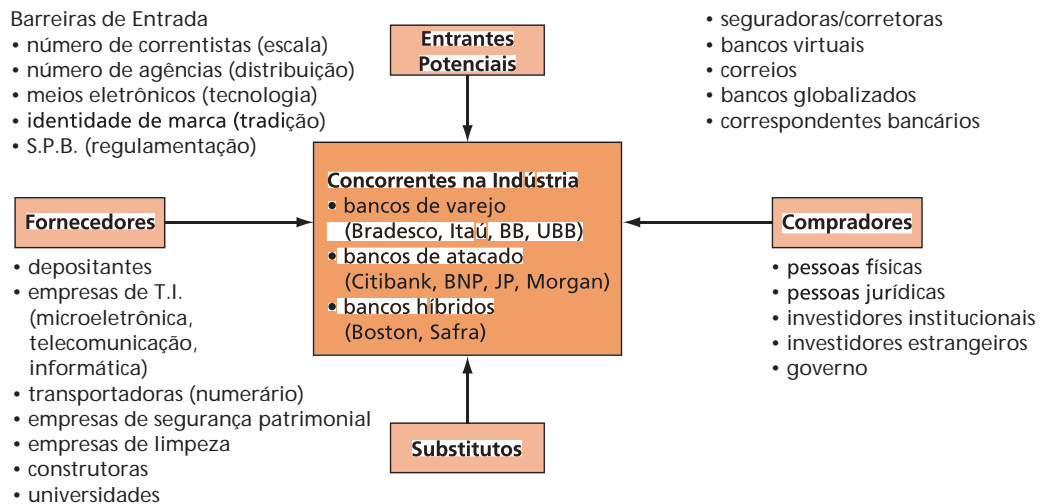 Barreiras de Entrada
• número de correntistas (escala)
• número de agências (distribuição)
• meios eletrônicos (tecnologia)
• identidade de marca (tradição)
• S.P.B. (regulamentação)
Entrantes
Potenciais
• seguradoras/corretoras
• bancos virtuais
• correios
• bancos globalizados
• correspondentes bancários
Fornecedores
• depositantes
• empresas de T.I.
(microeletrônica,
telecomunicação,
informática)
• transportadoras (numerário)
• empresas de segurança patrimonial
• empresas de limpeza
• construtoras
• universidades
Concorrentes na Indústria
• bancos de varejo
(Bradesco, Itaú, BB, UBB)
• bancos de atacado
(Citibank, BNP, JP, Morgan)
• bancos híbridos
(Boston, Safra)
Compradores
• pessoas físicas
• pessoas jurídicas
• investidores institucionais
• investidores estrangeiros
• governo
Substitutos